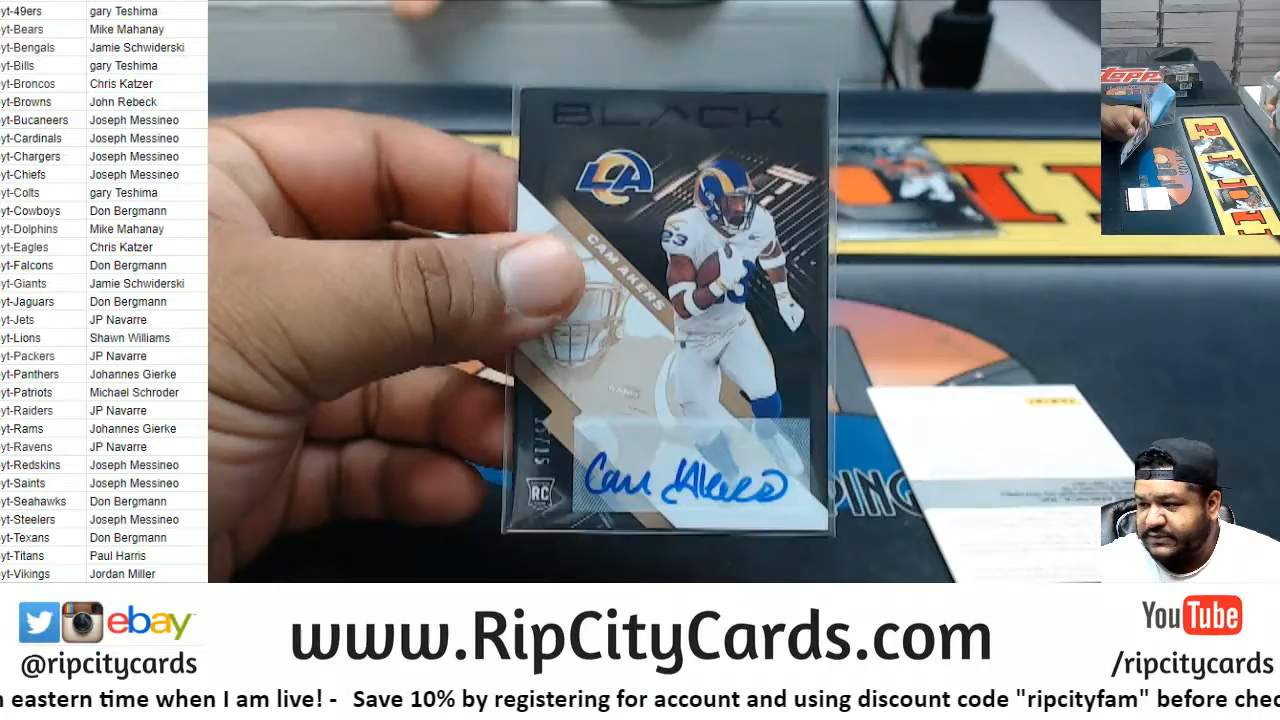 yt-49ers gary Teshima
yt-Bears Mike Mahanay
yt-Bengals Jamie Schwiderski
yt-Bills gary Teshima
yt-Broncos Chris Katzer
yt-Browns John Rebeck
yt-Bucaneers Joseph Messineo
yt-Cardinals Joseph Messineo
yt-Chargers Joseph Messineo
yt-Chiefs Joseph Messineo
yt-Colts gary Teshima
yt-Cowboys Don Bergmann
yt-Dolphins Mike Mahanay
yt-Eagles Chris Katzer
yt-Falcons Don Bergmann
yt-Giants Jamie Schwiderski
yt-Jaguars Don Bergmann
yt-Jets JP Navarre
yt-Lions Shawn Williams
yt-Packers JP Navarre
yt-Panthers Johannes Gierke
yt-Patriots Michael Schroder
yt-Raiders JP Navarre
yt-Rams Johannes Gierke
yt-Ravens JP Navarre
yt-Redskins Joseph Messineo
yt-Saints Joseph Messineo
yt-Seahawks Don Bergmann
yt-Steelers Joseph Messineo
yt-Texans Don Bergmann
yt-Titans Paul Harris
yt-Vikings Jordan Miller
BLACK
LA
CAM AKERS
23
RC
Cam Akers
PING
Topps
PANINI
ebay
@ripcitycards
www.RipCityCards.com
YouTube
/ripcitycards
n eastern time when I am live! - Save 10% by registering for account and using discount code "ripcityfam" before chec